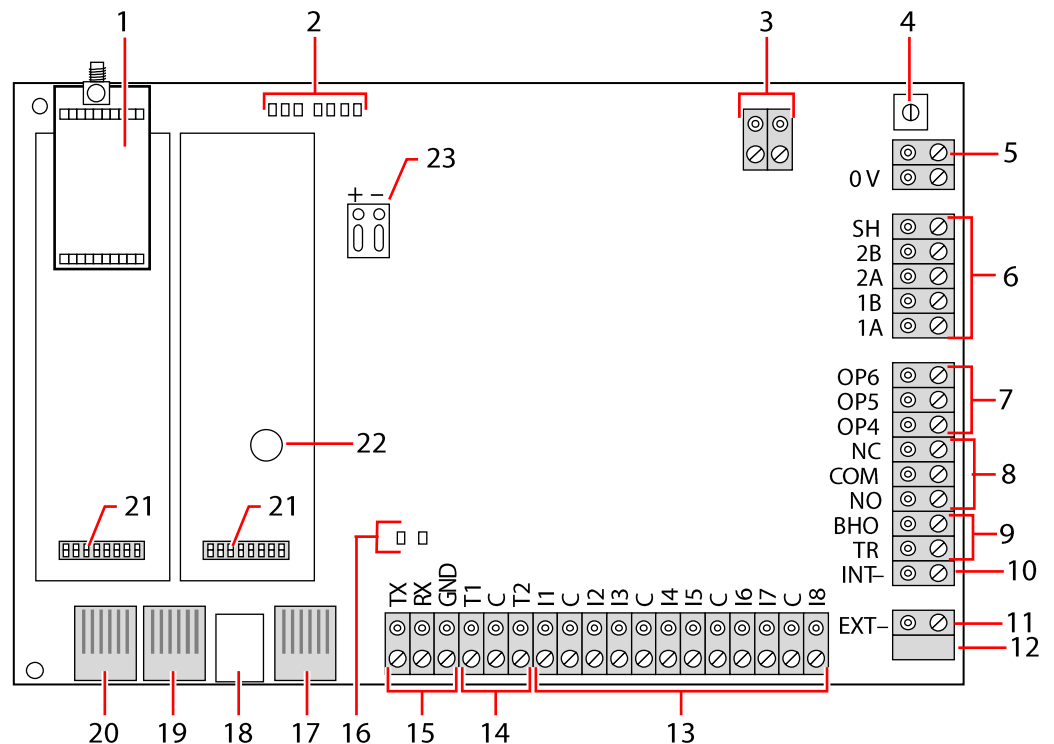 1 2 3 4
5
0 V
23
+ −
SH
2B
2A 6
1B
1A
OP6
OP5 7
OP4
22
NC
COM 8
NO
21 21
16
BHO 9
TR
INT− 10
TX RX GND T1 C T2 I1 C I2 I3 C I4 I5 C I6 I7 C I8
EXT− 11
12
20 19 18 17 16 15 14 13